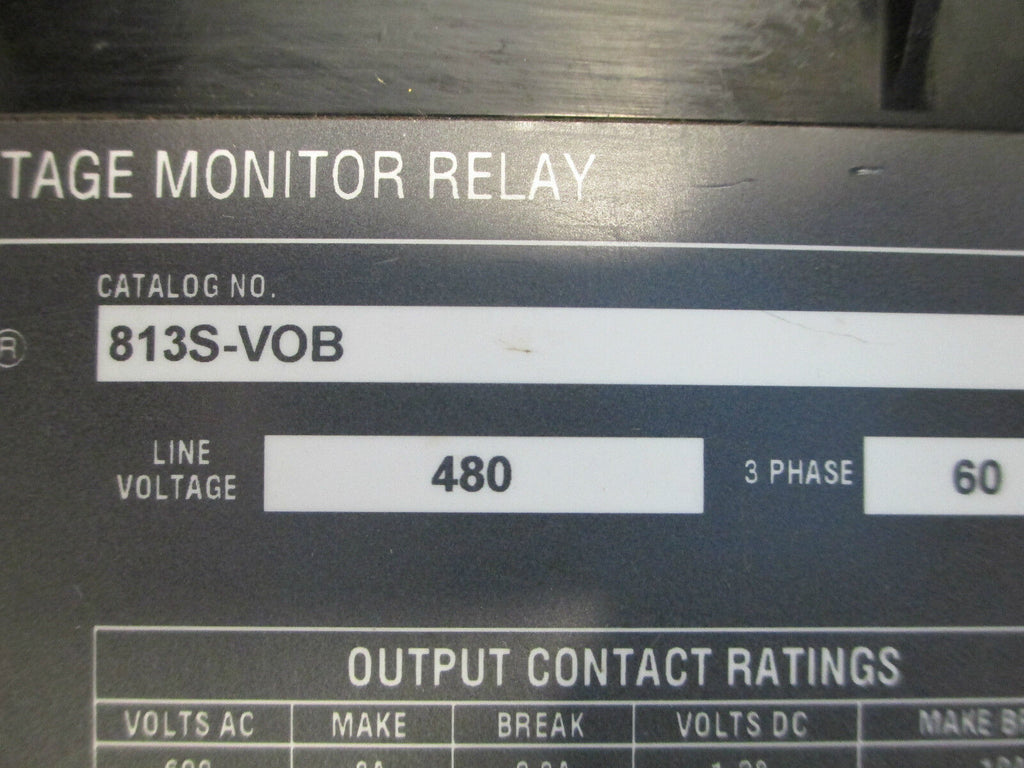 TAGE MONITOR RELAY
CATALOG NO.
® 813S-VOB
LINE VOLTAGE 480 3 PHASE 60
OUTPUT CONTACT RATINGS
VOLTS AC MAKE BREAK VOLTS DC MAKE